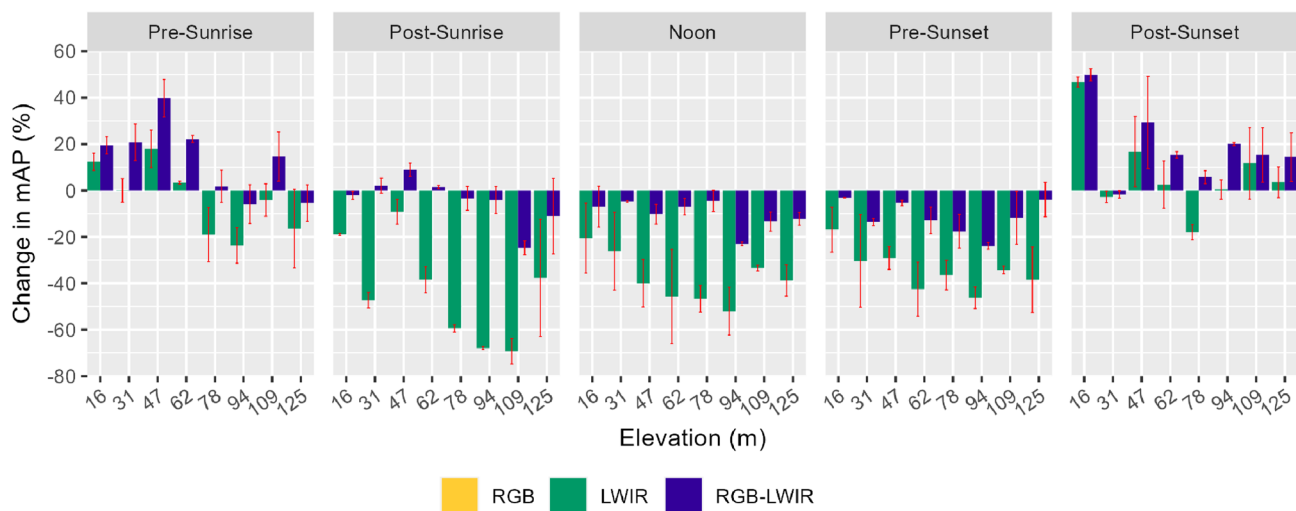 Pre-Sunrise Post-Sunrise Noon Pre-Sunset Post-Sunset
60
40
20
0
-20
-40
-60
-80
Change in mAP (%)
16 31 47 62 78 94 109 125 16 31 47 62 78 94 109 125 16 31 47 62 78 94 109 125 16 31 47 62 78 94 109 125 16 31 47 62 78 94 109 125
Elevation (m)
RGB LWIR RGB-LWIR